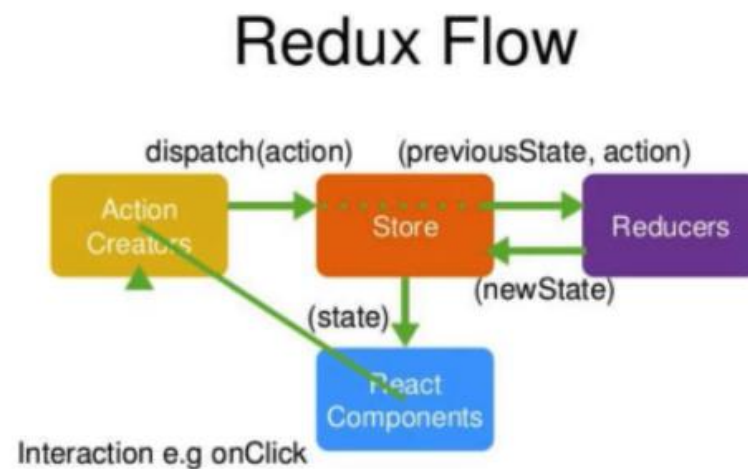 Redux Flow
dispatch(action)
(previousState, action)
Action
Creators
Store
Reducers
(newState)
(state)
React
Components
Interaction e.g onClick